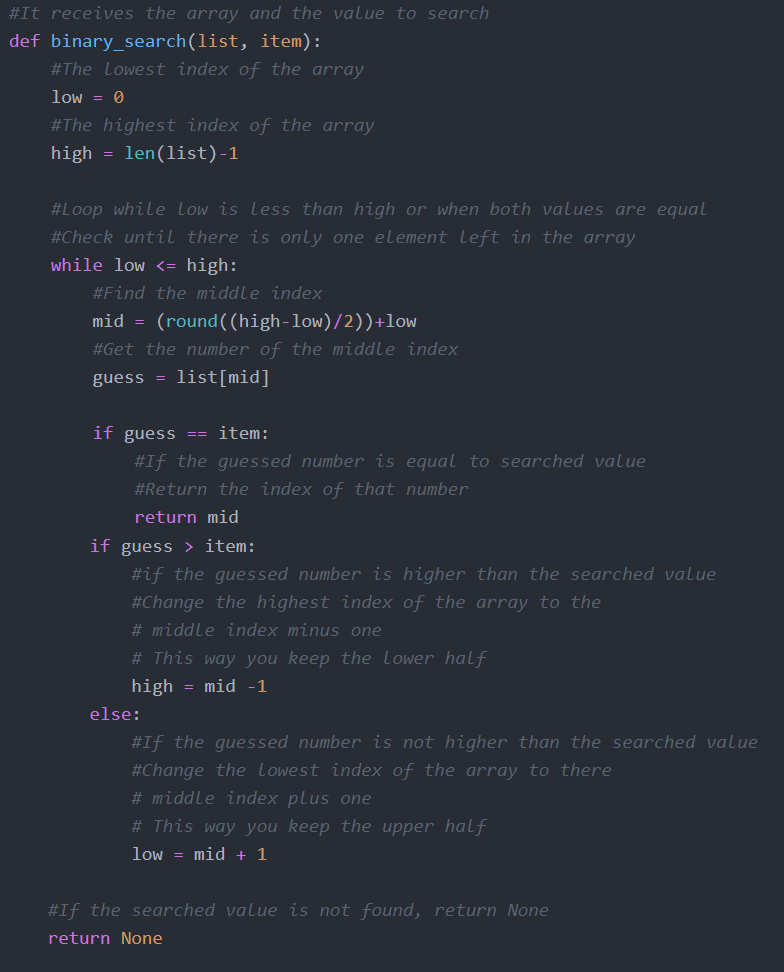 #It receives the array and the value to search
def binary_search(list, item):
    #The lowest index of the array
    low = 0
    #The highest index of the array
    high = len(list)-1

    #Loop while low is less than high or when both values are equal
    #Check until there is only one element left in the array
    while low <= high:
        #Find the middle index
        mid = (round((high-low)/2))+low
        #Get the number of the middle index
        guess = list[mid]

        if guess == item:
            #If the guessed number is equal to searched value
            #Return the index of that number
            return mid
        if guess > item:
            #if the guessed number is higher than the searched value
            #Change the highest index of the array to the
            # middle index minus one
            # This way you keep the lower half
            high = mid -1
        else:
            #If the guessed number is not higher than the searched value
            #Change the lowest index of the array to there
            # middle index plus one
            # This way you keep the upper half
            low = mid + 1

    #If the searched value is not found, return None
    return None